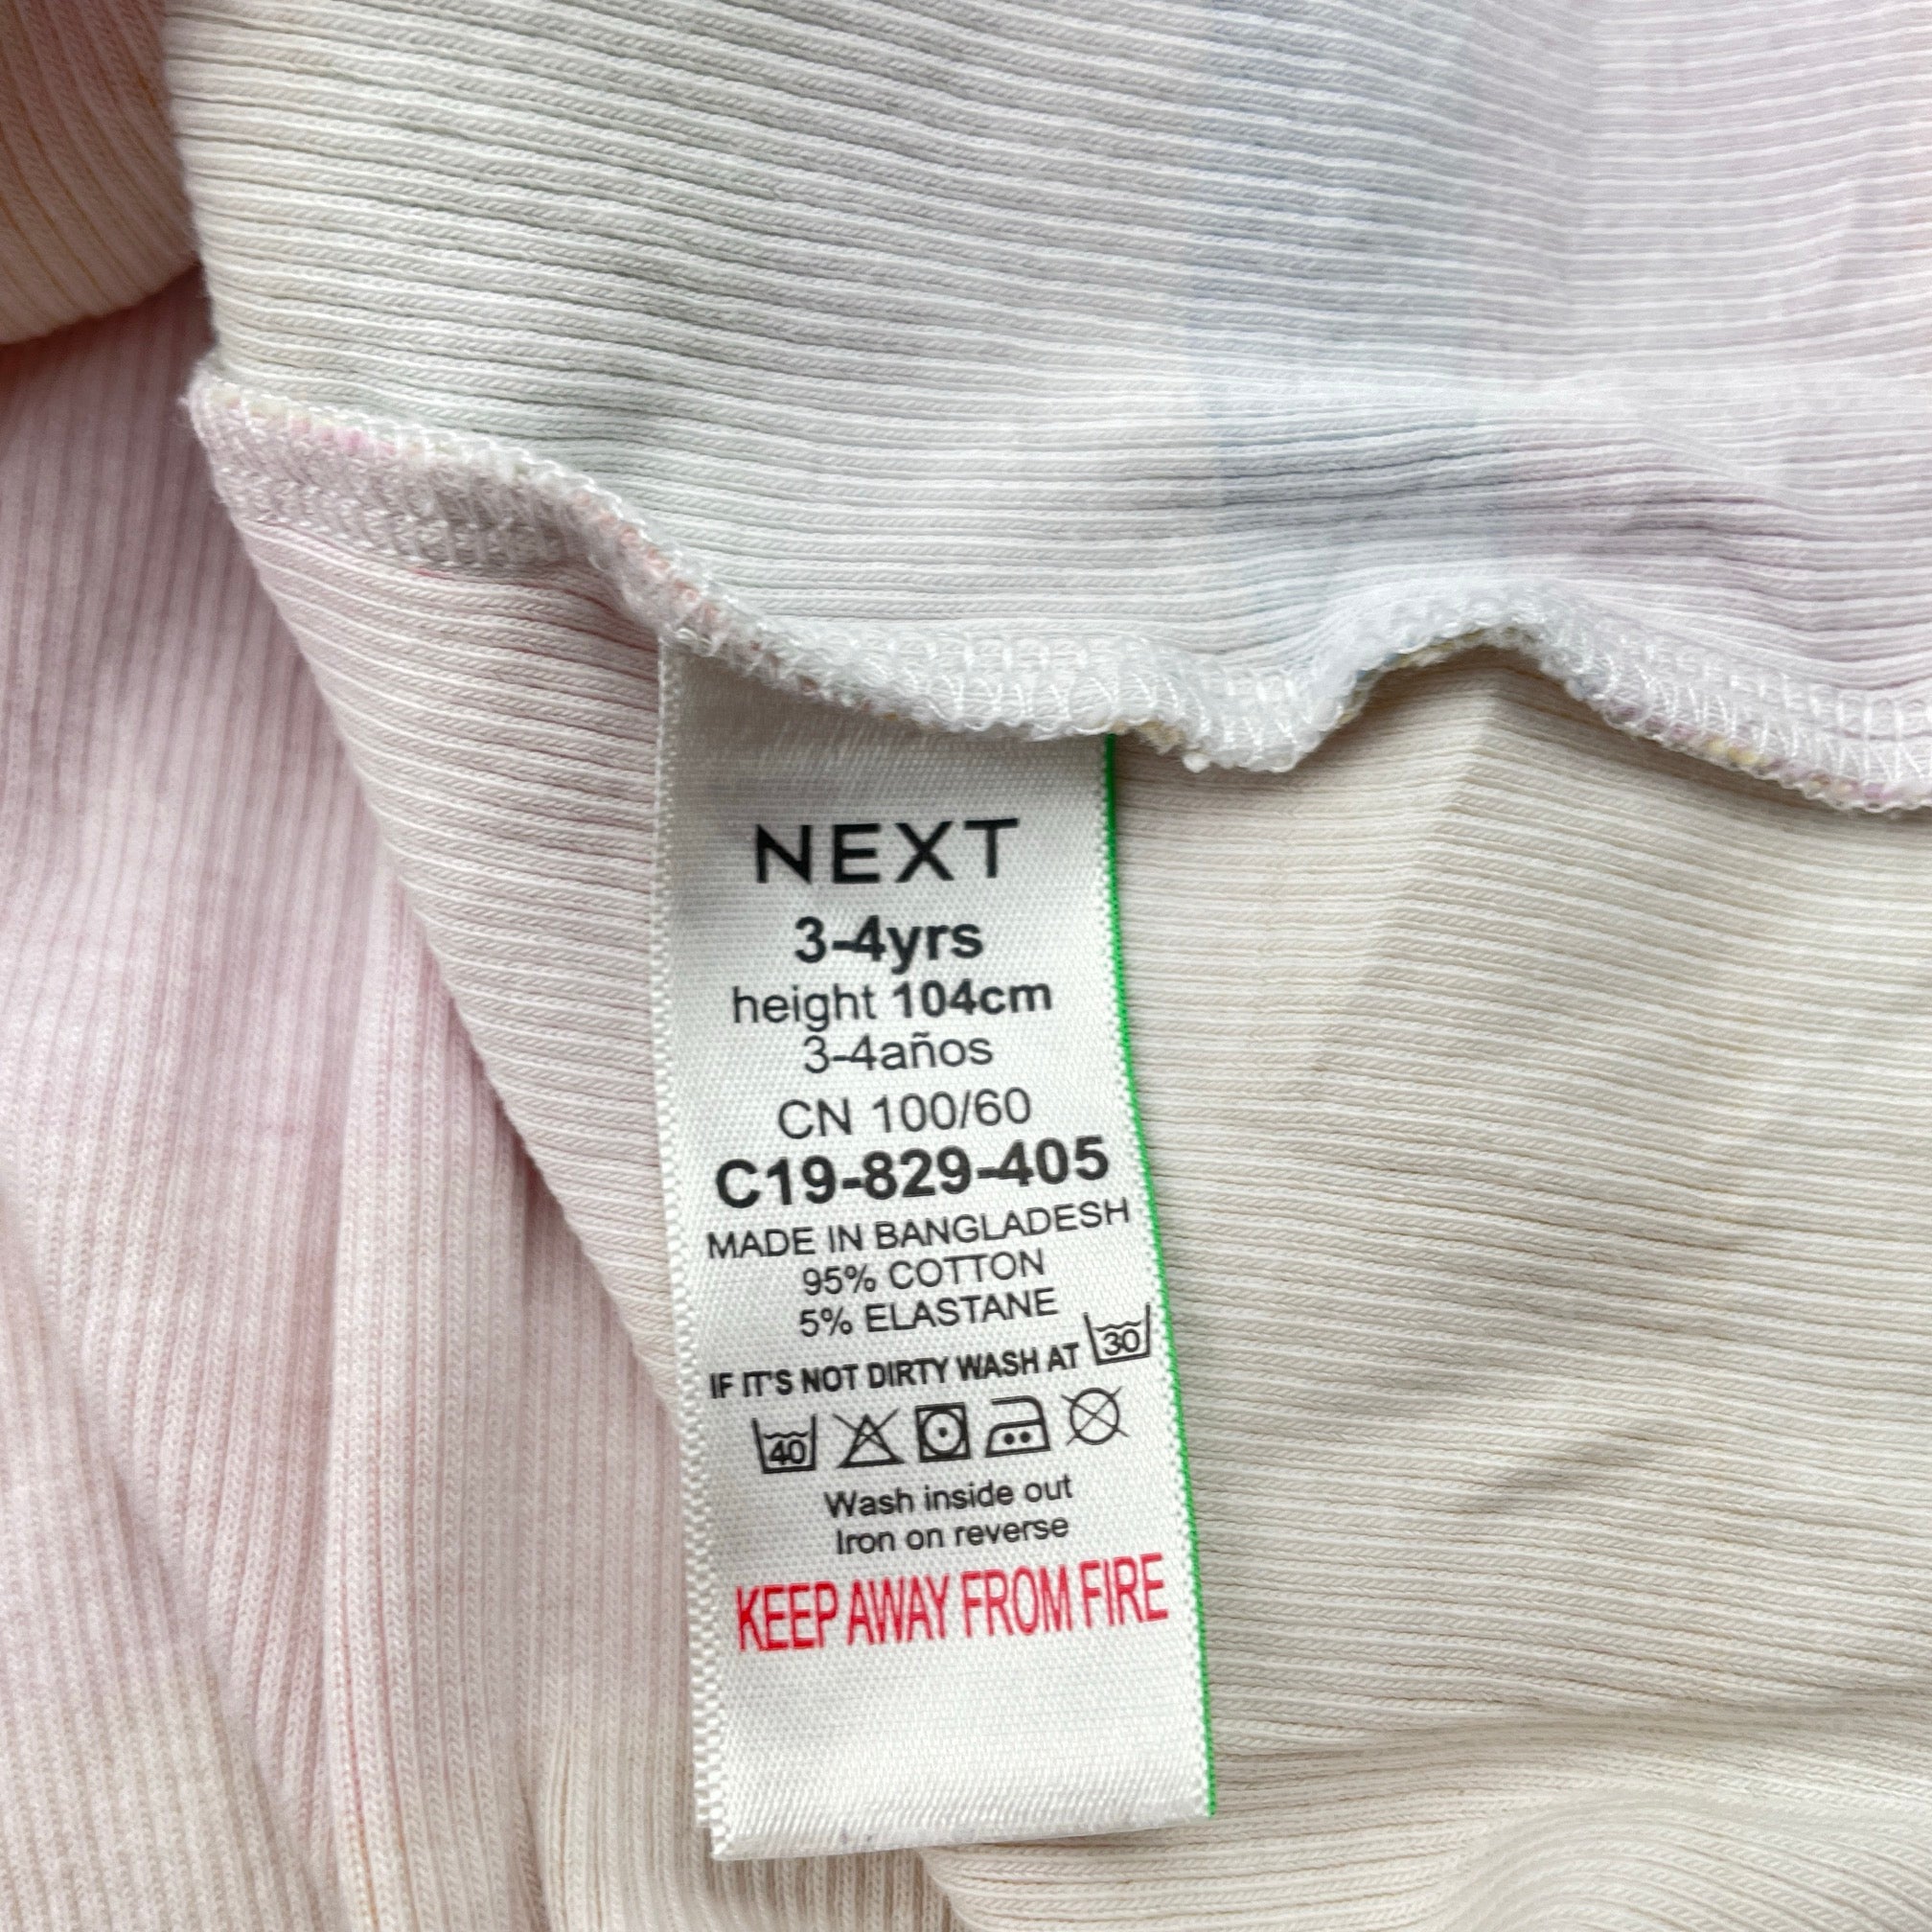 NEXT
3-4yrs
height 104cm
3-4años
CN 100/60
C19-829-405
MADE IN BANGLADESH
95% COTTON
5% ELASTANE
IF IT'S NOT DIRTY WASH AT 30
40
Wash inside out
Iron on reverse
KEEP AWAY FROM FIRE